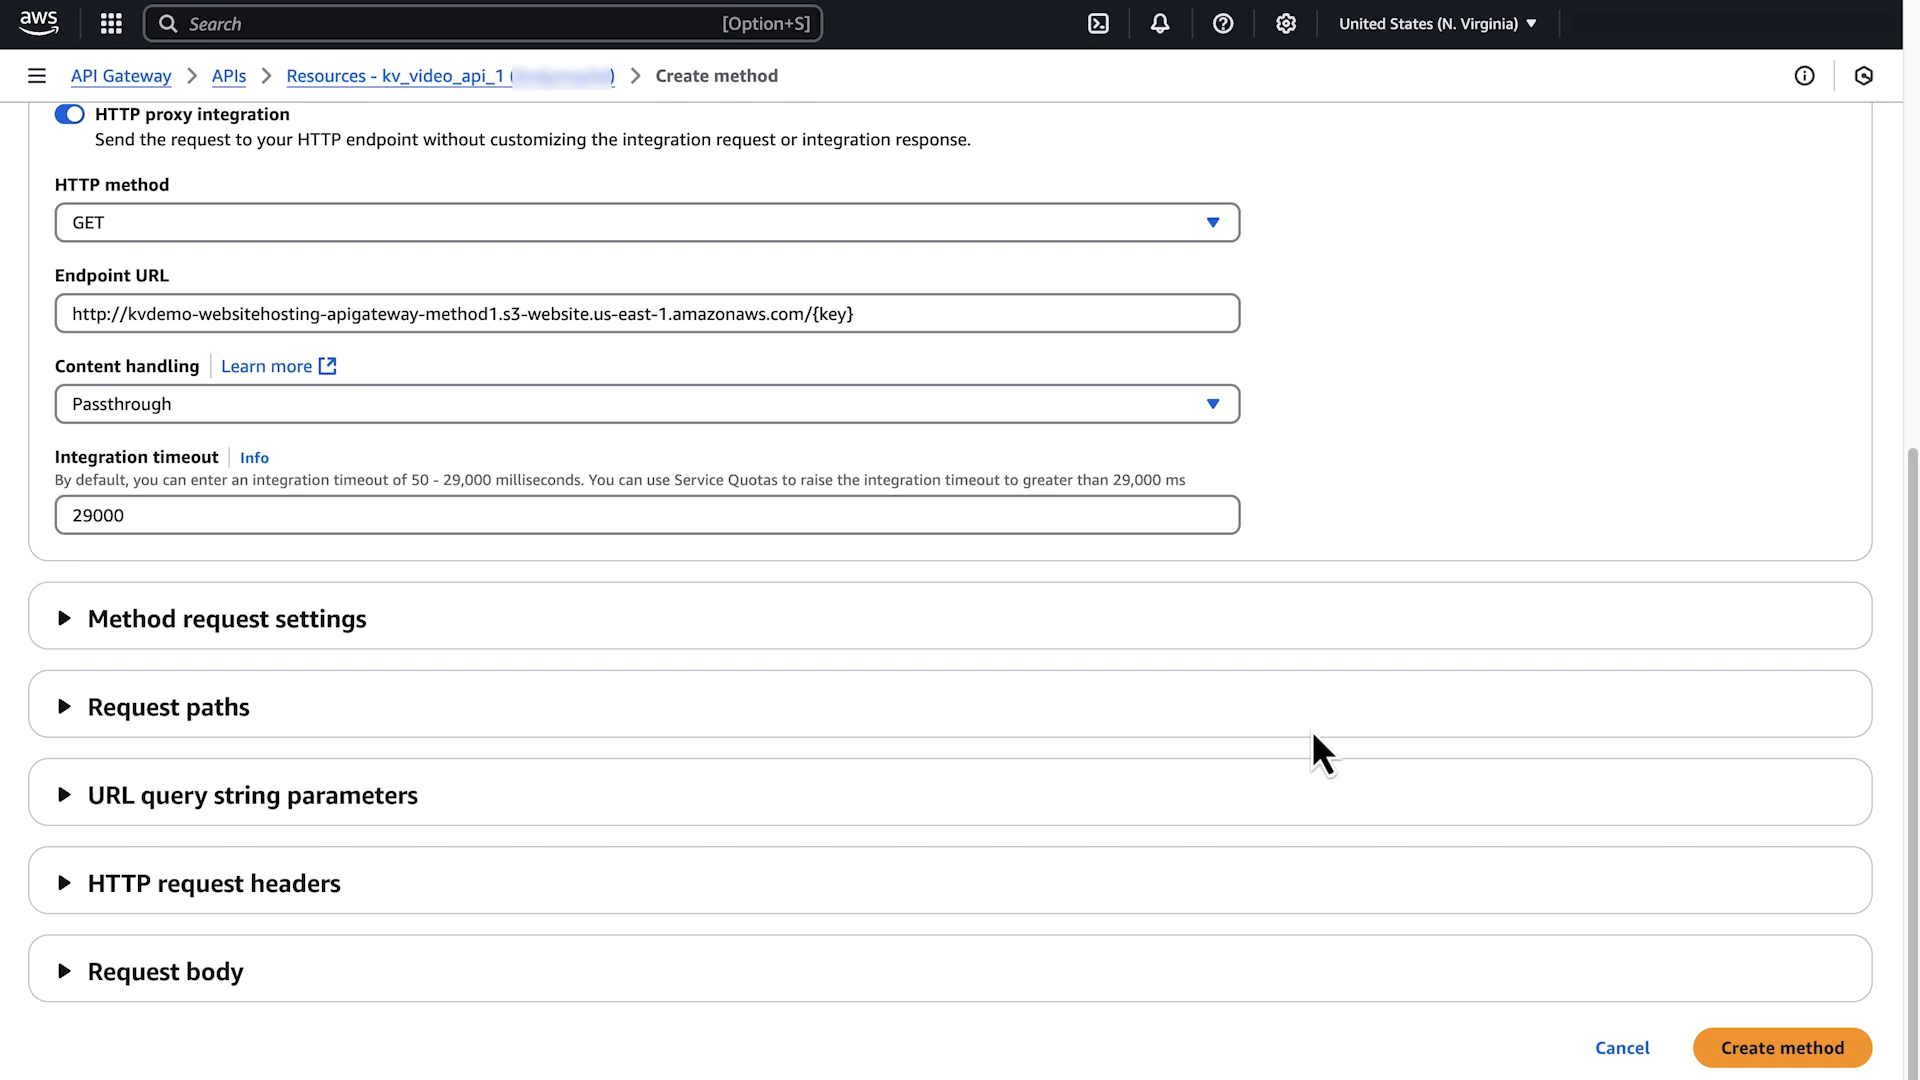 aws
Search [Option+S]
United States (N. Virginia)
API Gateway > APIs > Resources - kv_video_api_1 ( ) > Create method
HTTP proxy integration
Send the request to your HTTP endpoint without customizing the integration request or integration response.
HTTP method
GET
Endpoint URL
http://kvdemo-websitehosting-apigateway-method1.s3-website.us-east-1.amazonaws.com/{key}
Content handling Learn more
Passthrough
Integration timeout Info
By default, you can enter an integration timeout of 50 - 29,000 milliseconds. You can use Service Quotas to raise the integration timeout to greater than 29,000 ms
29000
Method request settings
Request paths
URL query string parameters
HTTP request headers
Request body
Cancel Create method